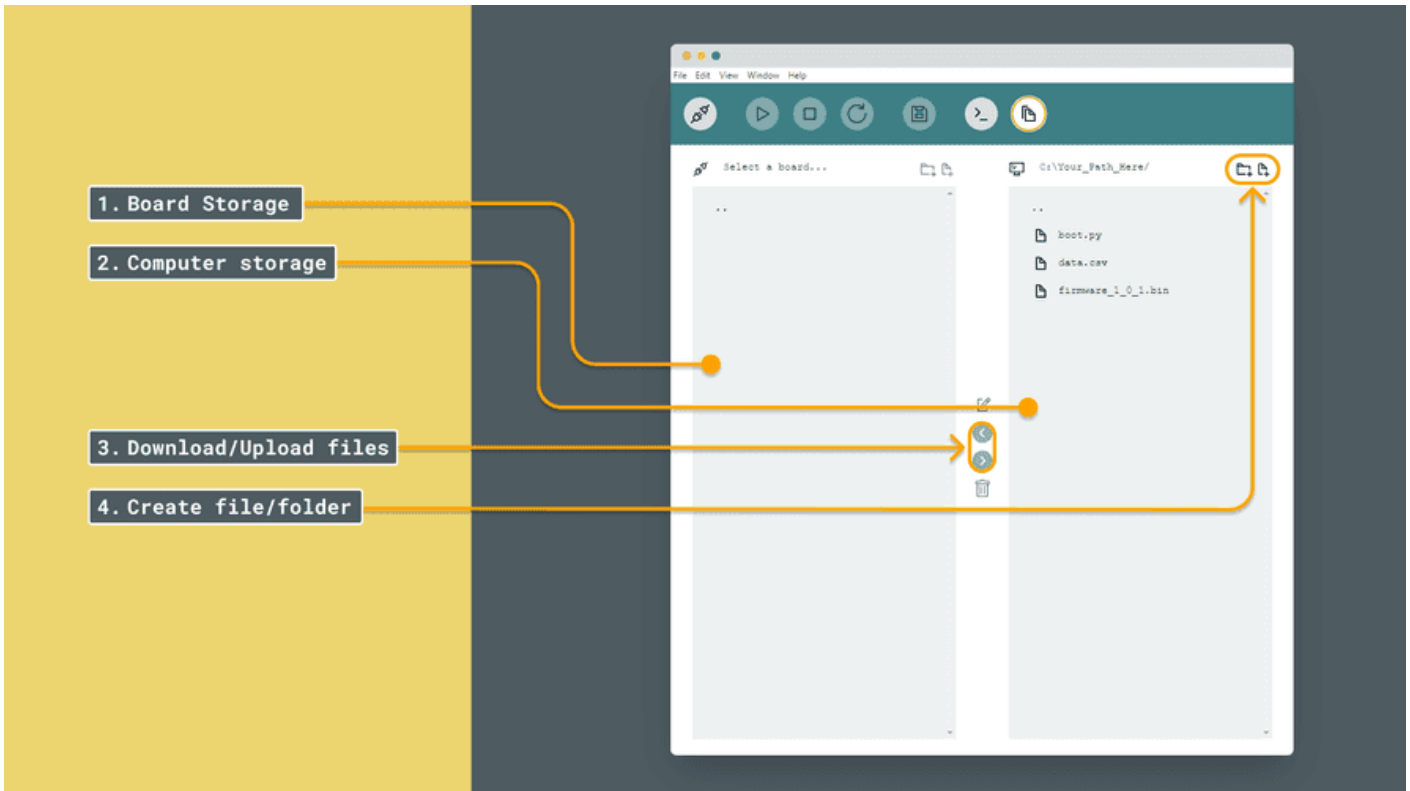 File Edit View Window Help
Select a board...
C:\Your_Path_Here/
1. Board Storage
..
..
boot.py
2. Computer storage
data.csv
firmware_1_0_1.bin
3. Download/Upload files
4. Create file/folder